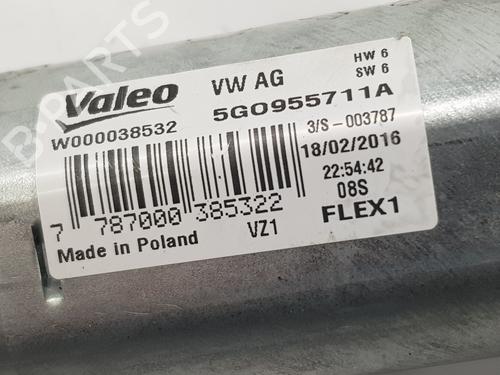 Valeo
VW AG
HW 6
SW 6
W000038532
5G0955711A
3/S-003787
18/02/2016
22:54:42
08S
7 787000 385322
VZ1
FLEX1
Made in Poland
B-PARTS